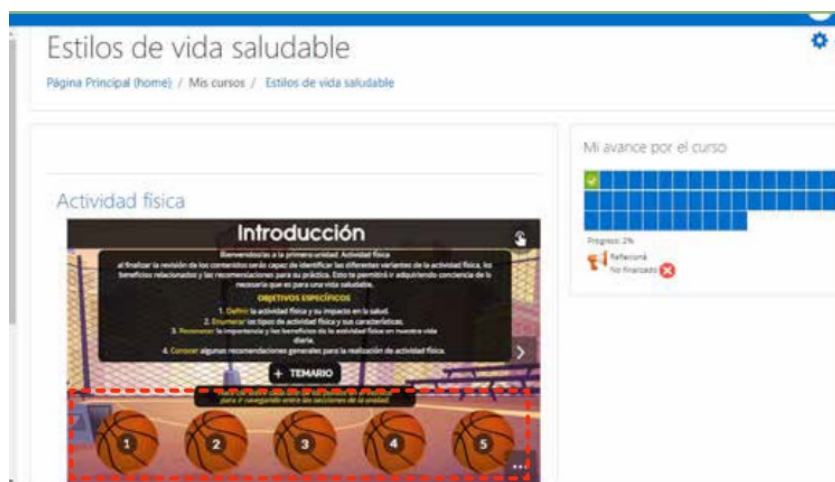 Estilos de vida saludable
Página Principal (home) / Mis cursos / Estilos de vida saludable
Mi avance por el curso
Progreso: 2%
Reflexioná
No finalizado
Actividad física
Introducción
Bienvenidos/as a la primera unidad: Actividad física
al finalizar la revisión de los contenidos serás capaz de identificar las diferentes variantes de la actividad física, los
beneficios relacionados y las recomendaciones para su práctica. Esto te permitirá ir adquiriendo conciencia de lo
necesaria que es para una vida saludable.
OBJETIVOS ESPECÍFICOS
1. Definir la actividad física y su impacto en la salud.
2. Enumerar los tipos de actividad física y sus características.
3. Reconocer la importancia y los beneficios de la actividad física en nuestra vida
diaria.
4. Conocer algunas recomendaciones generales para la realización de actividad física.
+ TEMARIO
para ir navegando entre las secciones de la unidad.
1 2 3 4 5